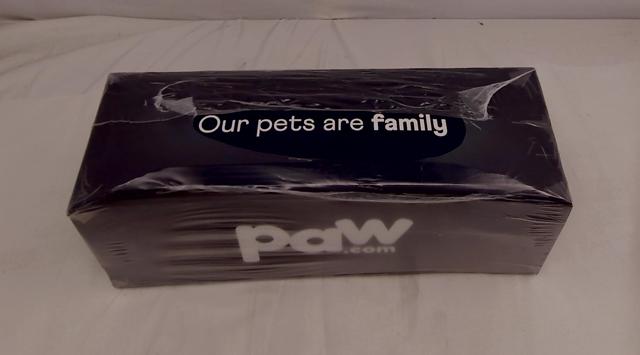 Our pets are family
paw
.com